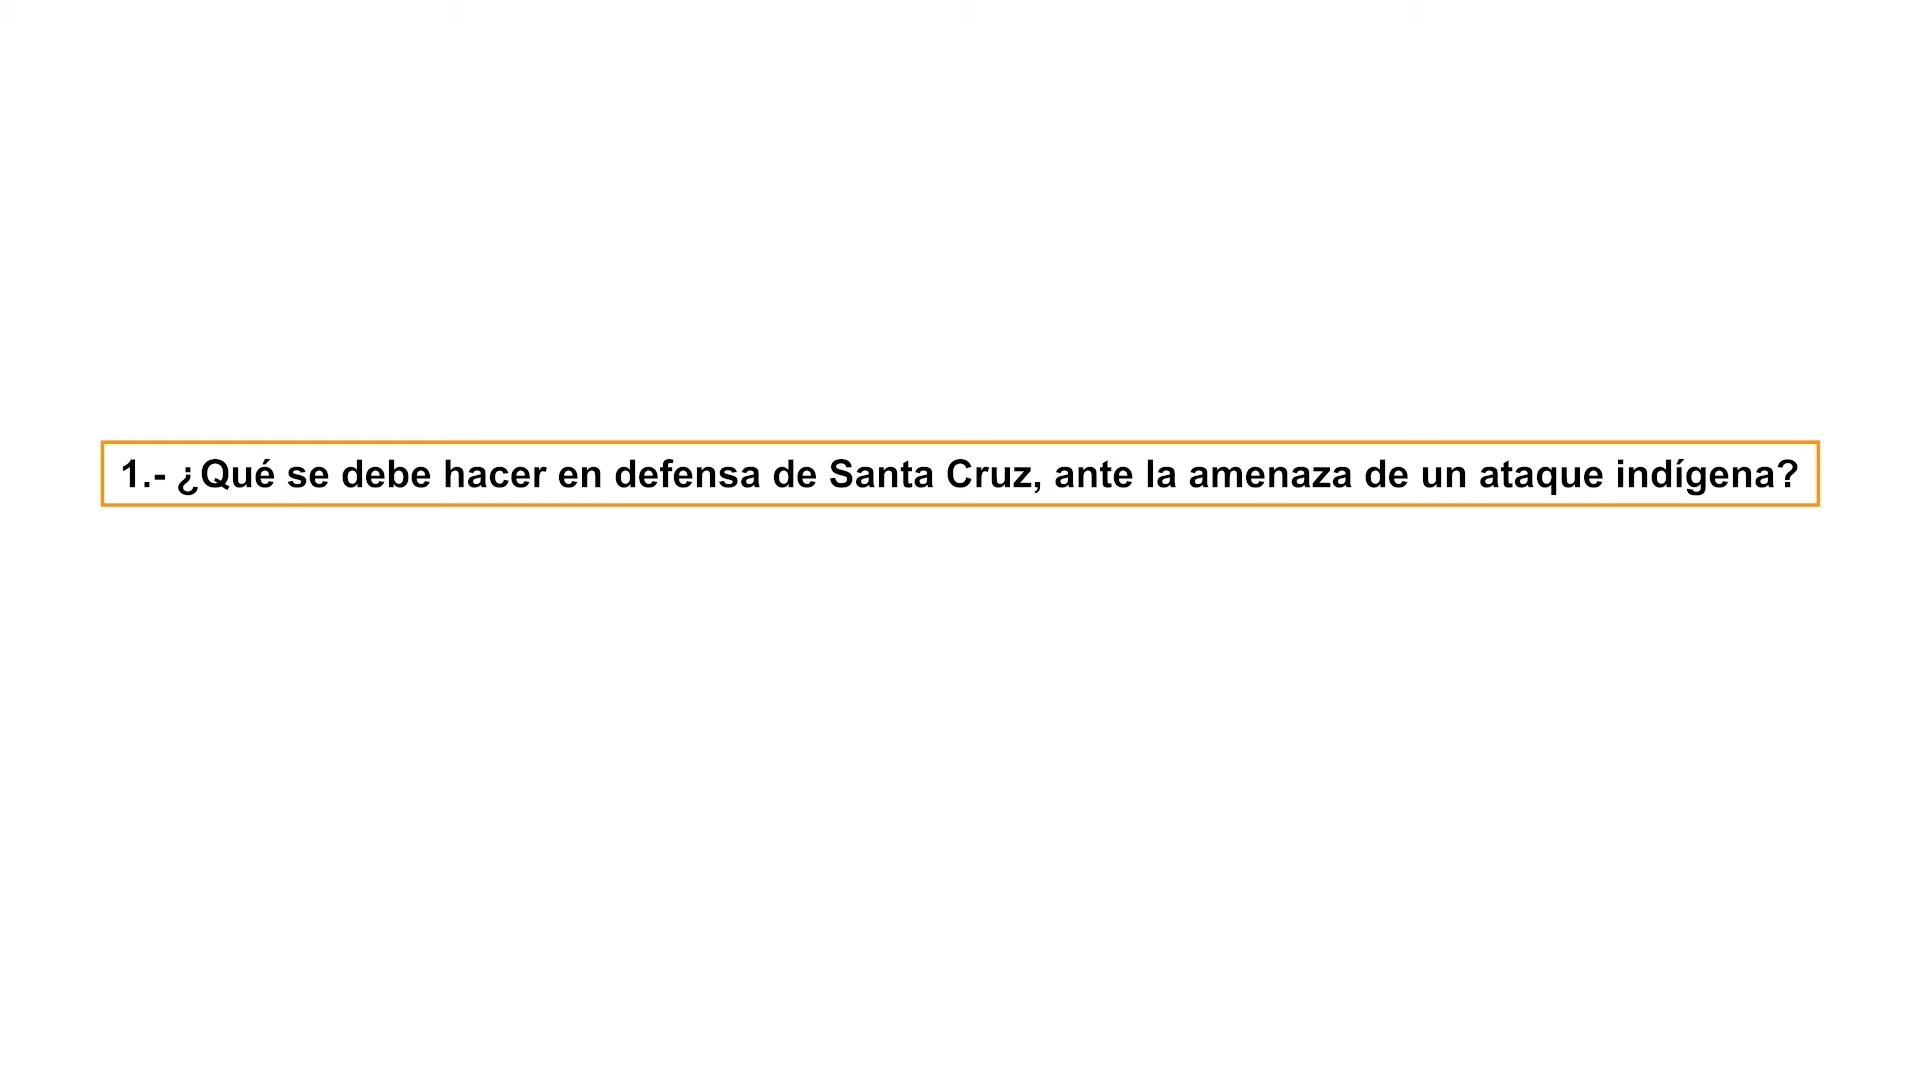 1.- ¿Qué se debe hacer en defensa de Santa Cruz, ante la amenaza de un ataque indígena?